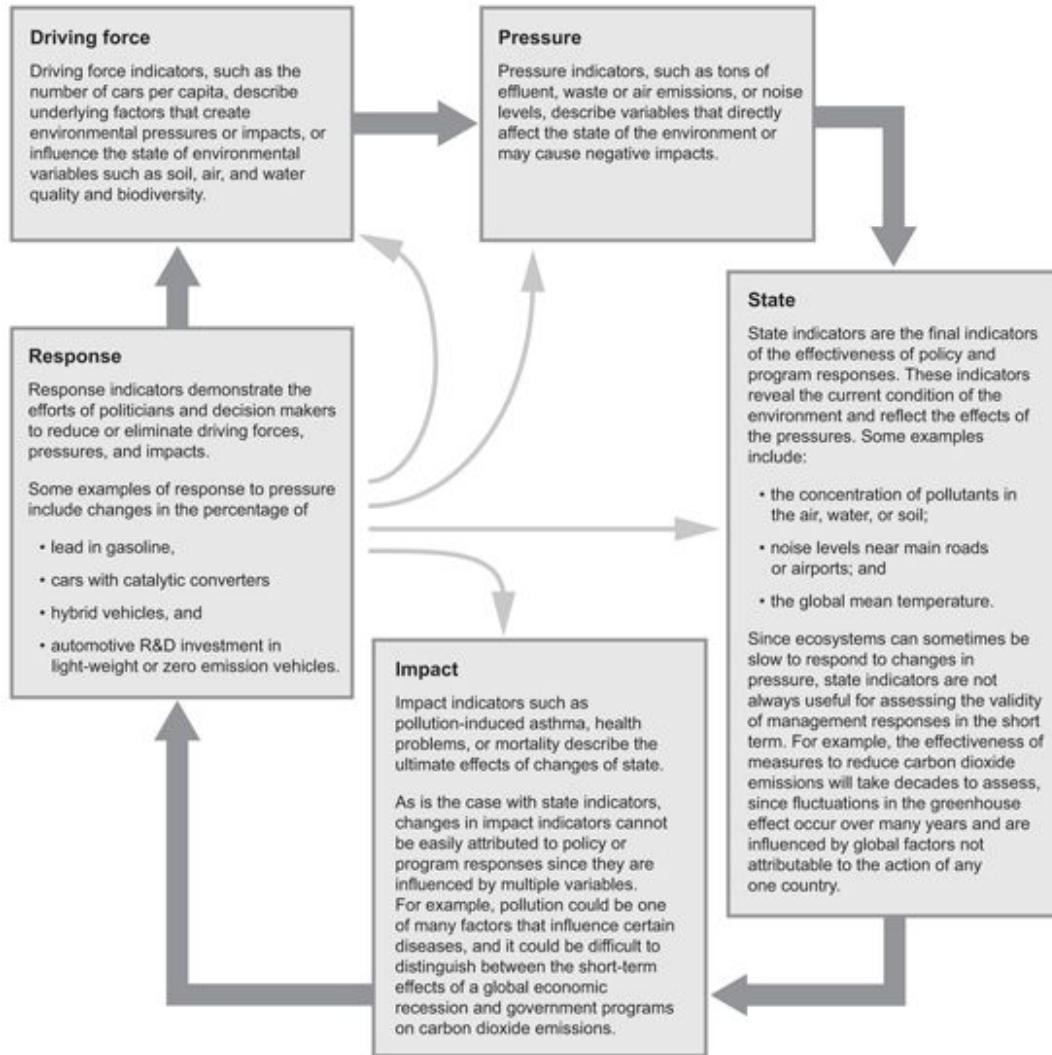 Driving force
Driving force indicators, such as the
number of cars per capita, describe
underlying factors that create
environmental pressures or impacts, or
influence the state of environmental
variables such as soil, air, and water
quality and biodiversity.
Pressure
Pressure indicators, such as tons of
effluent, waste or air emissions, or noise
levels, describe variables that directly
affect the state of the environment or
may cause negative impacts.
State
State indicators are the final indicators
of the effectiveness of policy and
program responses. These indicators
reveal the current condition of the
environment and reflect the effects of
the pressures. Some examples
include:
• the concentration of pollutants in
the air, water, or soil;
• noise levels near main roads
or airports; and
• the global mean temperature.
Since ecosystems can sometimes be
slow to respond to changes in
pressure, state indicators are not
always useful for assessing the validity
of management responses in the short
term. For example, the effectiveness of
measures to reduce carbon dioxide
emissions will take decades to assess,
since fluctuations in the greenhouse
effect occur over many years and are
influenced by global factors not
attributable to the action of any
one country.
Impact
Impact indicators such as
pollution-induced asthma, health
problems, or mortality describe the
ultimate effects of changes of state.
As is the case with state indicators,
changes in impact indicators cannot
be easily attributed to policy or
program responses since they are
influenced by multiple variables.
For example, pollution could be one
of many factors that influence certain
diseases, and it could be difficult to
distinguish between the short-term
effects of a global economic
recession and government programs
on carbon dioxide emissions.
Response
Response indicators demonstrate the
efforts of politicians and decision makers
to reduce or eliminate driving forces,
pressures, and impacts.
Some examples of response to pressure
include changes in the percentage of
• lead in gasoline,
• cars with catalytic converters
• hybrid vehicles, and
• automotive R&D investment in
light-weight or zero emission vehicles.